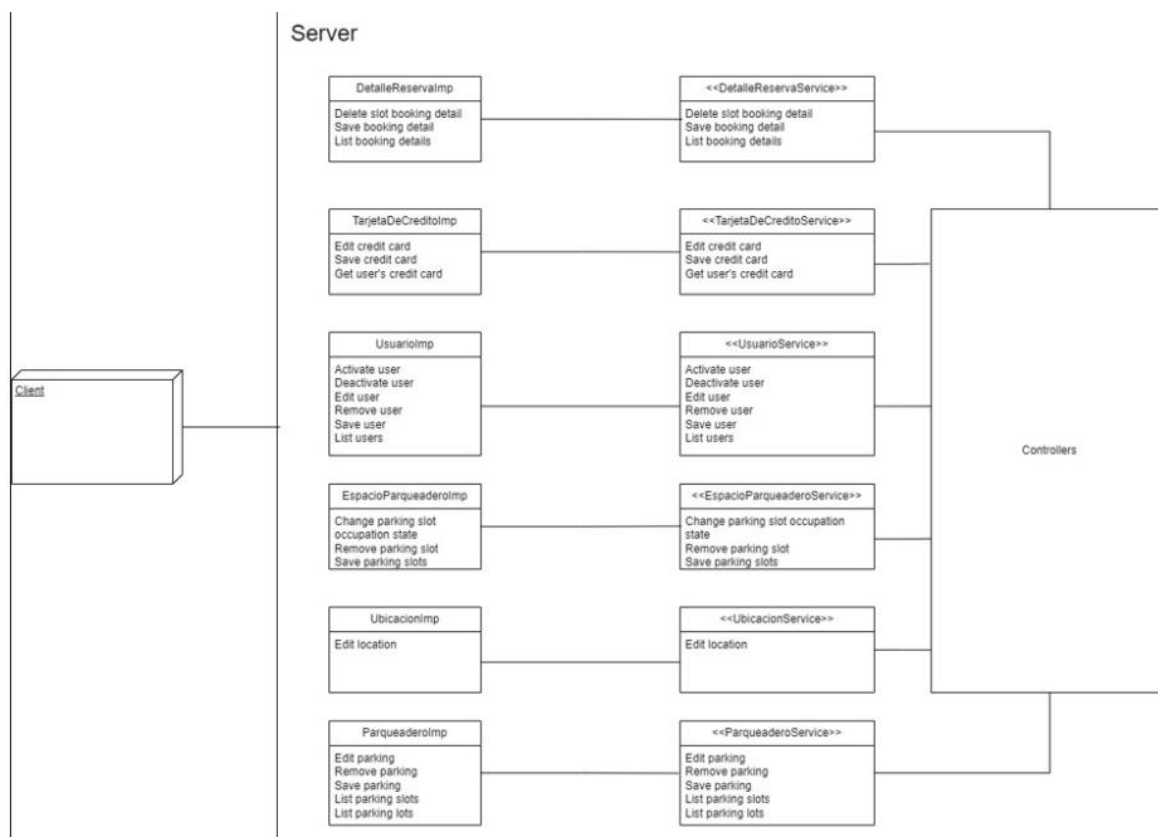 Server
DetalleReservaImp
Delete slot booking detail
Save booking detail
List booking details
<<DetalleReservaService>>
Delete slot booking detail
Save booking detail
List booking details
TarjetaDeCreditoImp
Edit credit card
Save credit card
Get user's credit card
<<TarjetaDeCreditoService>>
Edit credit card
Save credit card
Get user's credit card
UsuarioImp
Activate user
Deactivate user
Edit user
Remove user
Save user
List users
<<UsuarioService>>
Activate user
Deactivate user
Edit user
Remove user
Save user
List users
Client
Controllers
EspacioParqueaderoImp
Change parking slot
occupation state
Remove parking slot
Save parking slots
<<EspacioParqueaderoService>>
Change parking slot occupation
state
Remove parking slot
Save parking slots
UbicacionImp
Edit location
<<UbicacionService>>
Edit location
ParqueaderoImp
Edit parking
Remove parking
Save parking
List parking slots
List parking lots
<<ParqueaderoService>>
Edit parking
Remove parking
Save parking
List parking slots
List parking lots